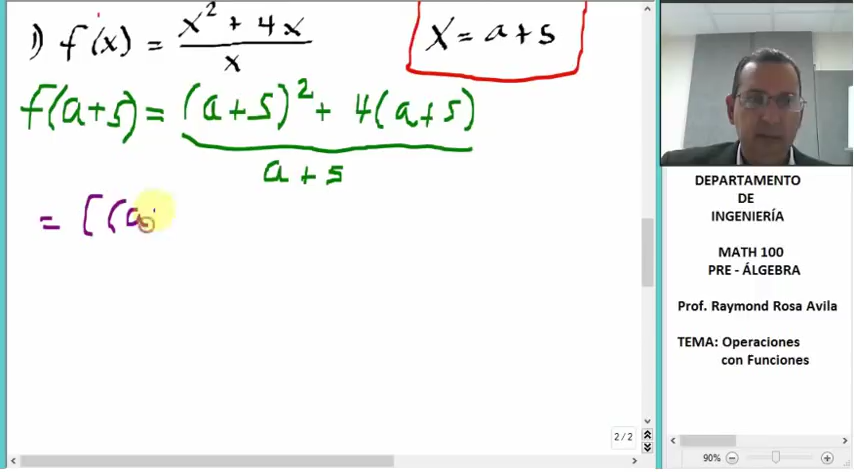 1) f(x) = x² + 4x / x
X = a + 5
f(a+5) = (a+5)² + 4(a+5) / a + 5
= [(a
DEPARTAMENTO
DE
INGENIERÍA
MATH 100
PRE - ÁLGEBRA
Prof. Raymond Rosa Avila
TEMA: Operaciones
con Funciones
2 / 2
90%